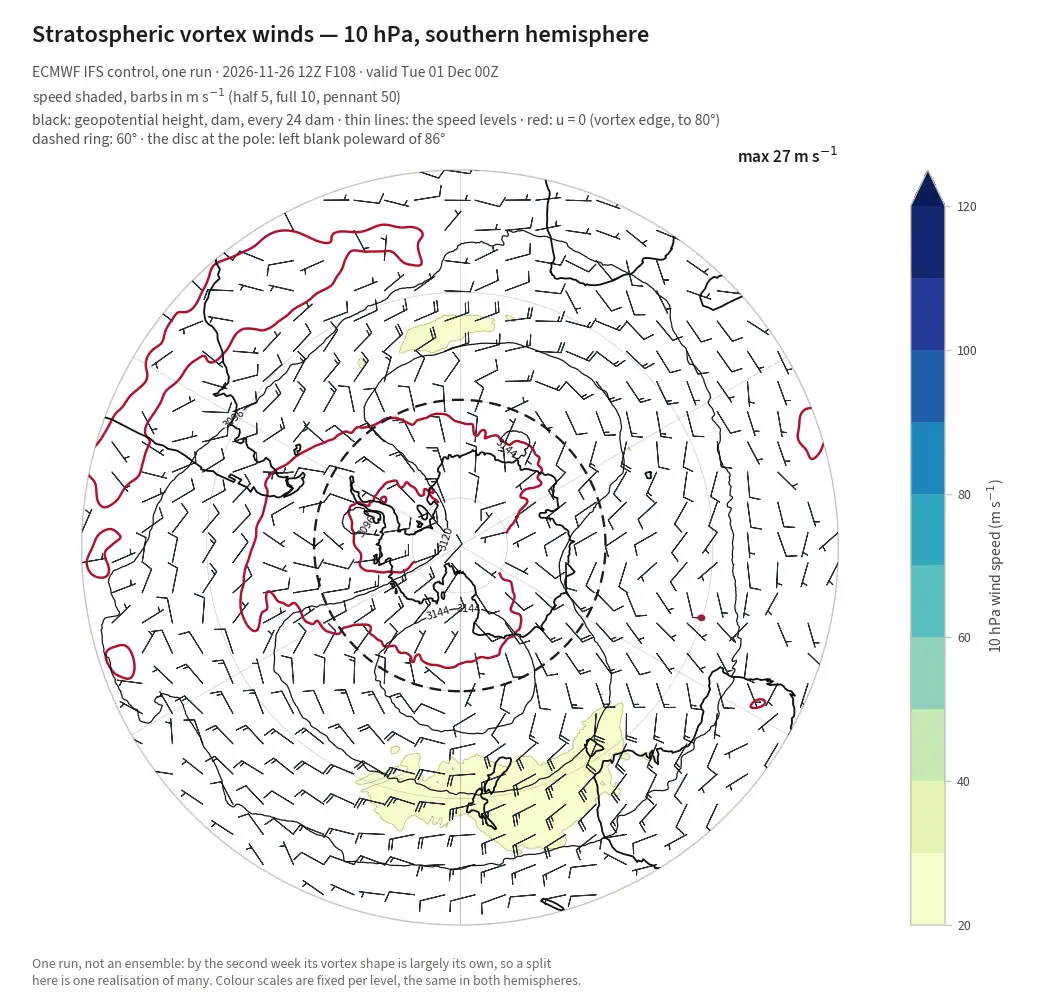 Stratospheric vortex winds — 10 hPa, southern hemisphere
ECMWF IFS control, one run · 2026-11-26 12Z F108 · valid Tue 01 Dec 00Z
speed shaded, barbs in m s⁻¹ (half 5, full 10, pennant 50)
black: geopotential height, dam, every 24 dam · thin lines: the speed levels · red: u = 0 (vortex edge, to 80°)
dashed ring: 60° · the disc at the pole: left blank poleward of 86°
max 27 m s⁻¹
120
100
80
60
40
20
10 hPa wind speed (m s⁻¹)
3096
3144
3096
3120
3144
3144
One run, not an ensemble: by the second week its vortex shape is largely its own, so a split
here is one realisation of many. Colour scales are fixed per level, the same in both hemispheres.